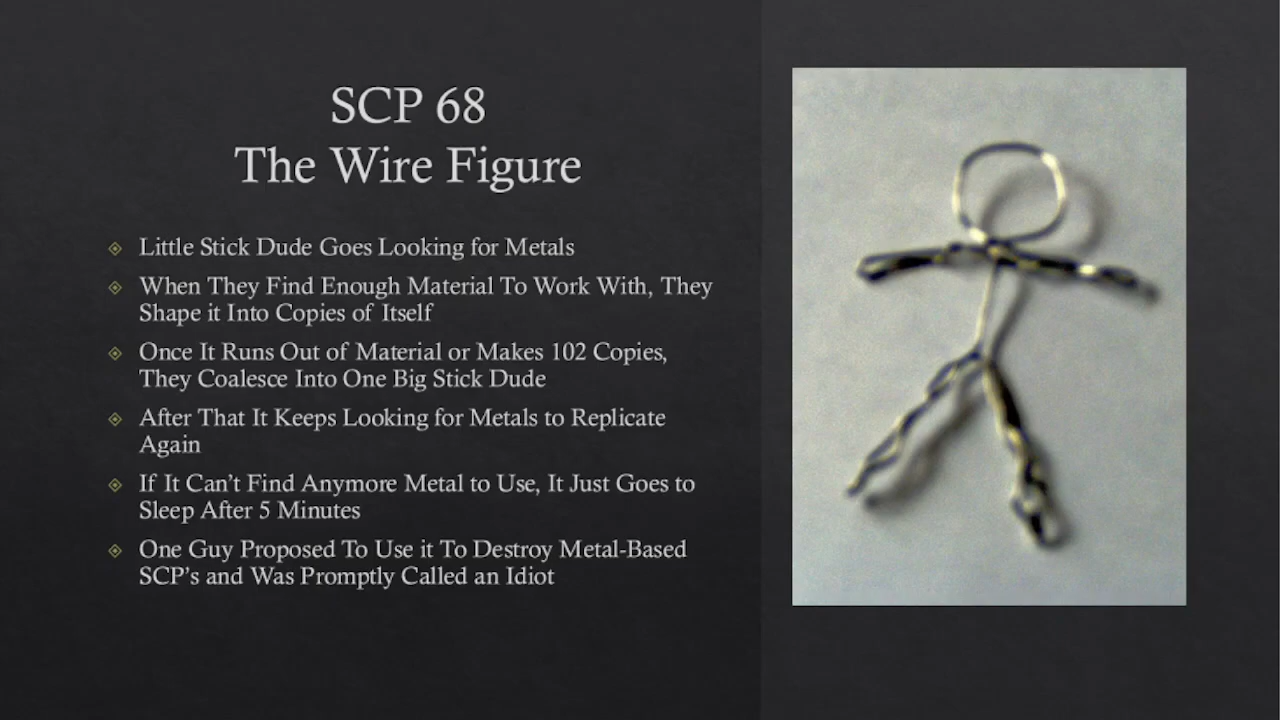 SCP 68
The Wire Figure
Little Stick Dude Goes Looking for Metals
When They Find Enough Material To Work With, They
Shape it Into Copies of Itself
Once It Runs Out of Material or Makes 102 Copies,
They Coalesce Into One Big Stick Dude
After That It Keeps Looking for Metals to Replicate
Again
If It Can't Find Anymore Metal to Use, It Just Goes to
Sleep After 5 Minutes
One Guy Proposed To Use it To Destroy Metal-Based
SCP's and Was Promptly Called an Idiot